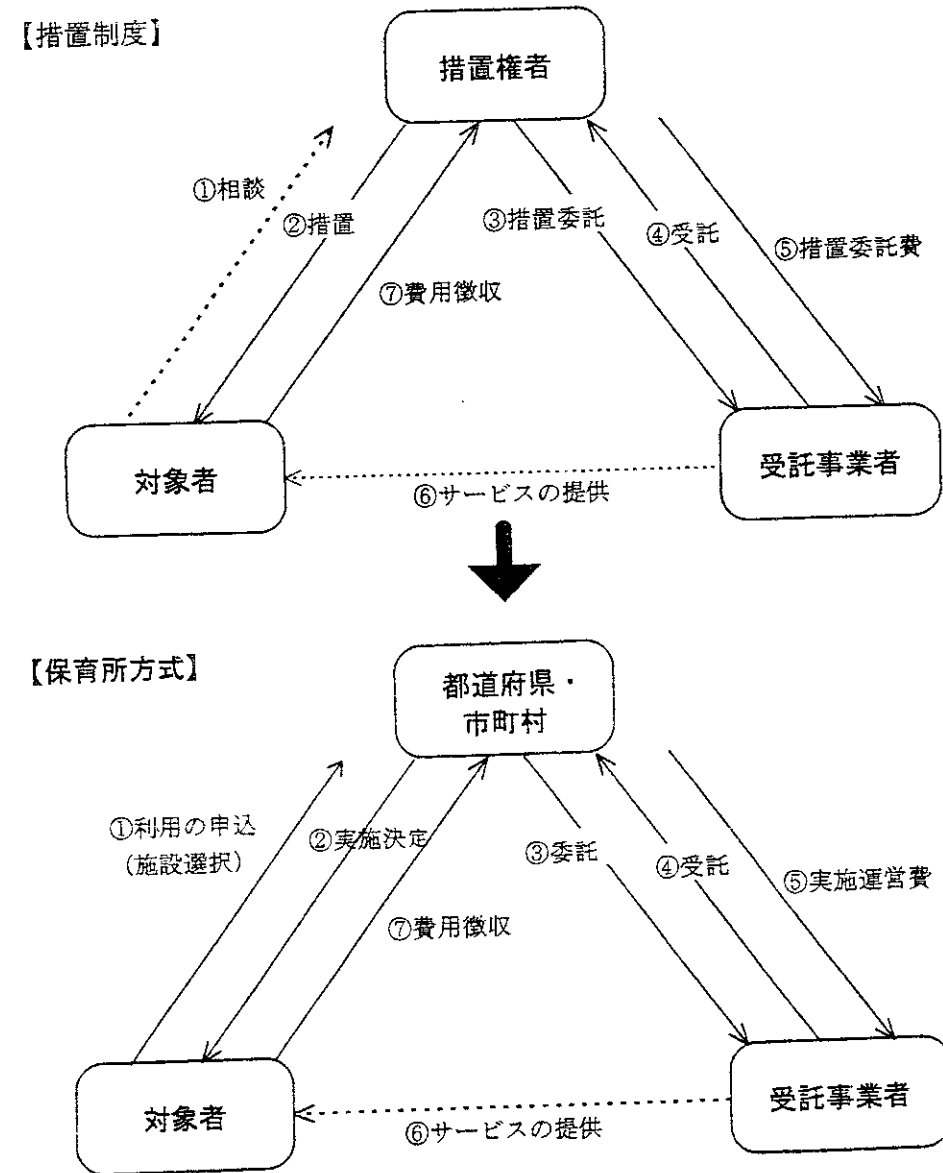 【措置制度】
措置権者
①相談
②措置
③措置委託
④受託
⑤措置委託費
⑦費用徴収
対象者
受託事業者
⑥サービスの提供
【保育所方式】
都道府県・
市町村
①利用の申込
(施設選択)
②実施決定
③委託
④受託
⑤実施運営費
⑦費用徴収
対象者
受託事業者
⑥サービスの提供